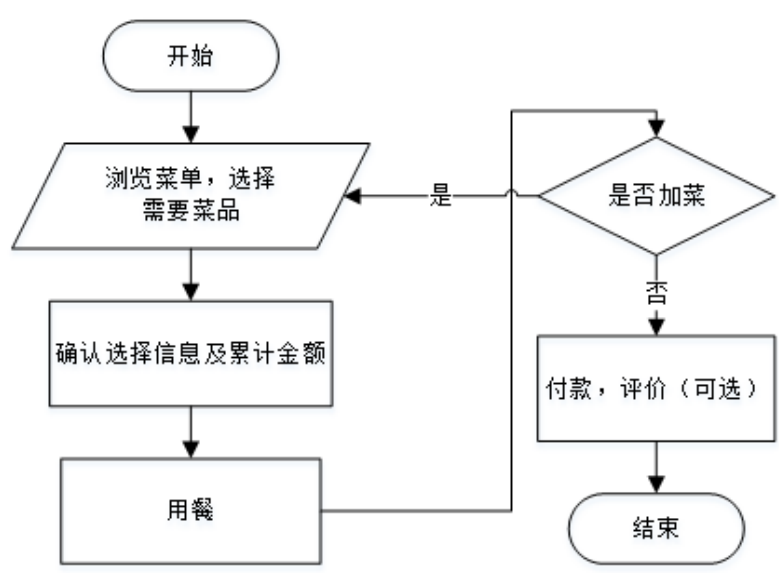 开始
浏览菜单，选择
需要菜品
确认选择信息及累计金额
用餐
是否加菜
是
否
付款，评价（可选）
结束